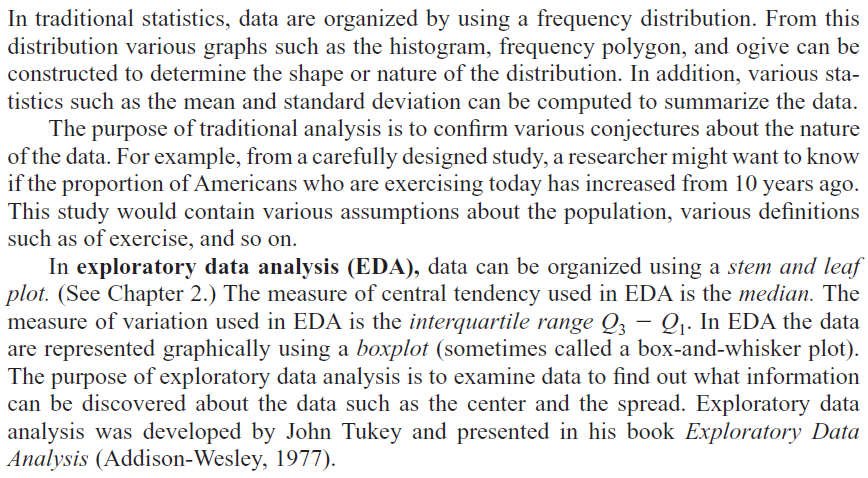 In traditional statistics, data are organized by using a frequency distribution. From this
distribution various graphs such as the histogram, frequency polygon, and ogive can be
constructed to determine the shape or nature of the distribution. In addition, various sta-
tistics such as the mean and standard deviation can be computed to summarize the data.
The purpose of traditional analysis is to confirm various conjectures about the nature
of the data. For example, from a carefully designed study, a researcher might want to know
if the proportion of Americans who are exercising today has increased from 10 years ago.
This study would contain various assumptions about the population, various definitions
such as of exercise, and so on.
In exploratory data analysis (EDA), data can be organized using a stem and leaf
plot. (See Chapter 2.) The measure of central tendency used in EDA is the median. The
measure of variation used in EDA is the interquartile range Q₃ − Q₁. In EDA the data
are represented graphically using a boxplot (sometimes called a box-and-whisker plot).
The purpose of exploratory data analysis is to examine data to find out what information
can be discovered about the data such as the center and the spread. Exploratory data
analysis was developed by John Tukey and presented in his book Exploratory Data
Analysis (Addison-Wesley, 1977).